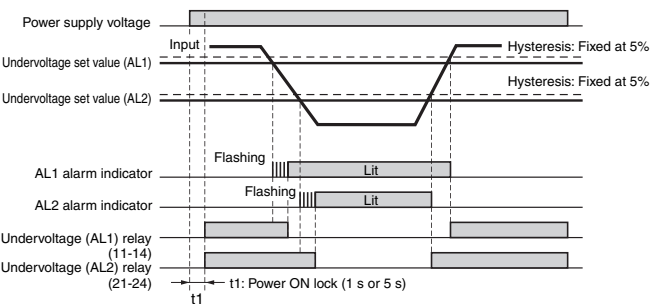 Power supply voltage
Input
Hysteresis: Fixed at 5%
Undervoltage set value (AL1)
Hysteresis: Fixed at 5%
Undervoltage set value (AL2)
Flashing
AL1 alarm indicator
Lit
Flashing
AL2 alarm indicator
Lit
Undervoltage (AL1) relay
(11-14)
Undervoltage (AL2) relay
(21-24)
t1: Power ON lock (1 s or 5 s)
t1